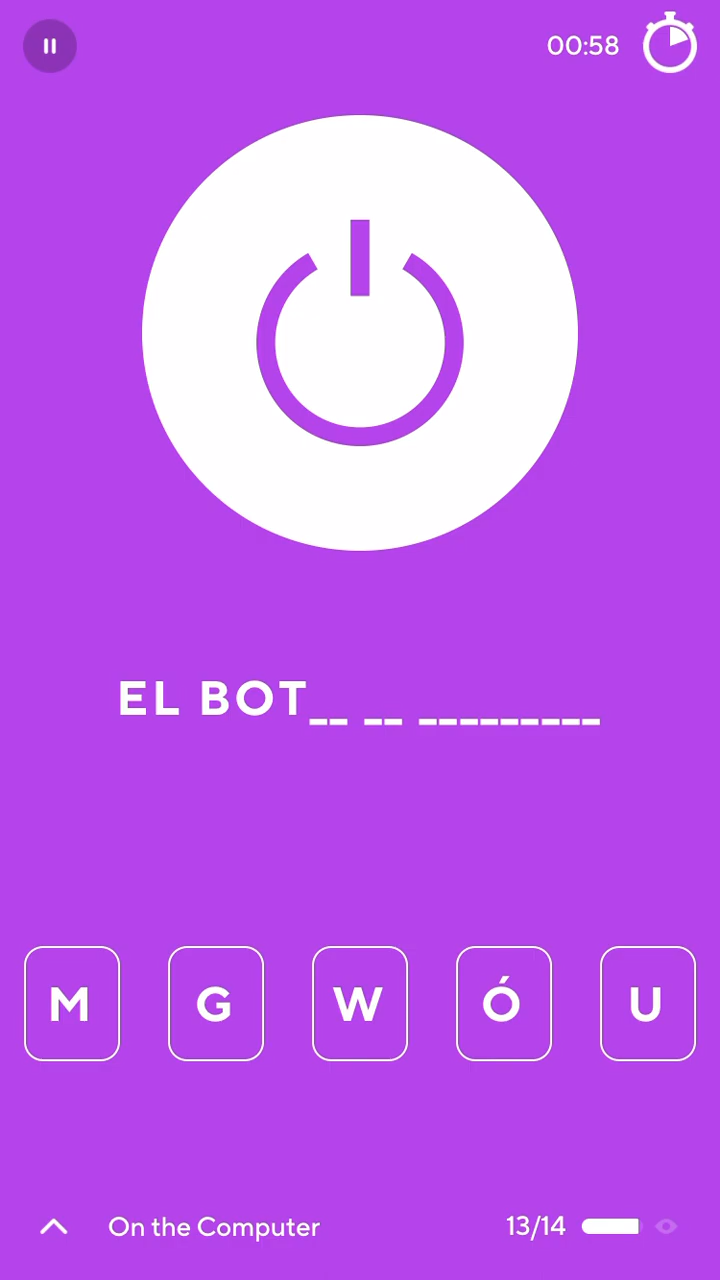 00:58
EL BOT__ __ _________
M G W Ó U
On the Computer 13/14